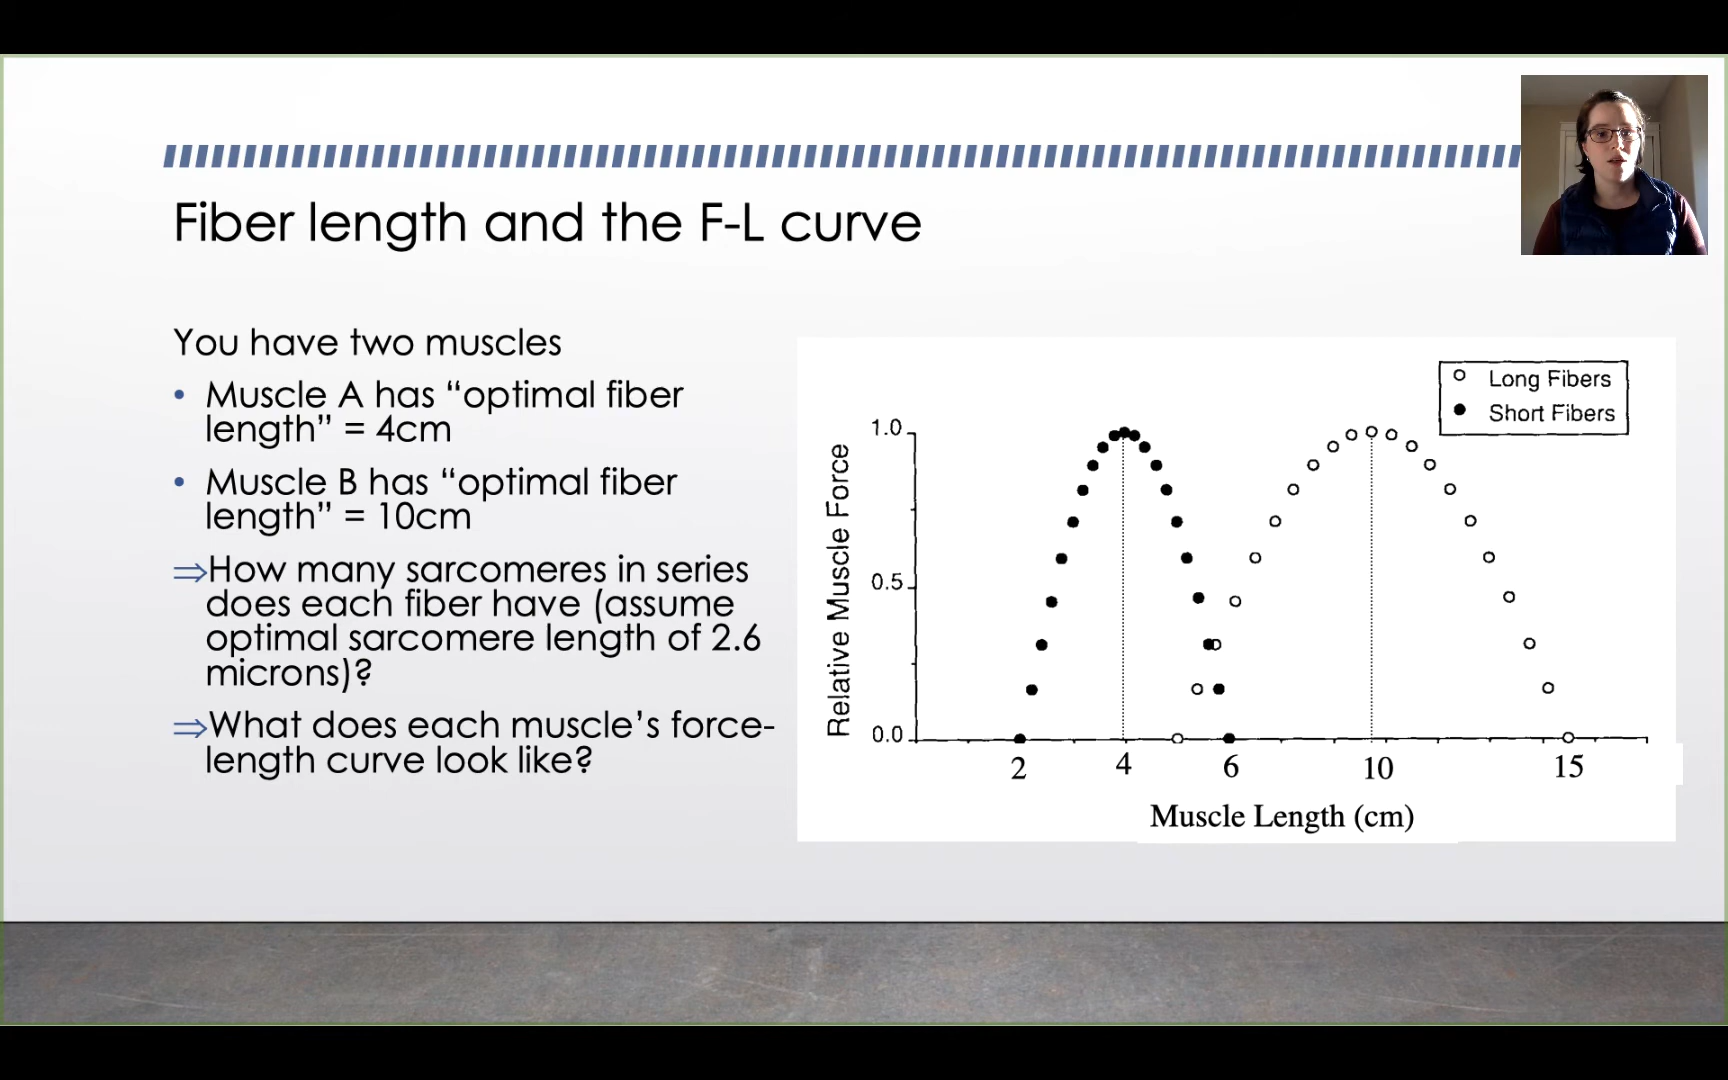 Fiber length and the F-L curve
You have two muscles
• Muscle A has “optimal fiber
length” = 4cm
• Muscle B has “optimal fiber
length” = 10cm
⇒How many sarcomeres in series
does each fiber have (assume
optimal sarcomere length of 2.6
microns)?
⇒What does each muscle’s force-
length curve look like?
Long Fibers
Short Fibers
Relative Muscle Force
1.0
0.5
0.0
2 4 6 10 15
Muscle Length (cm)